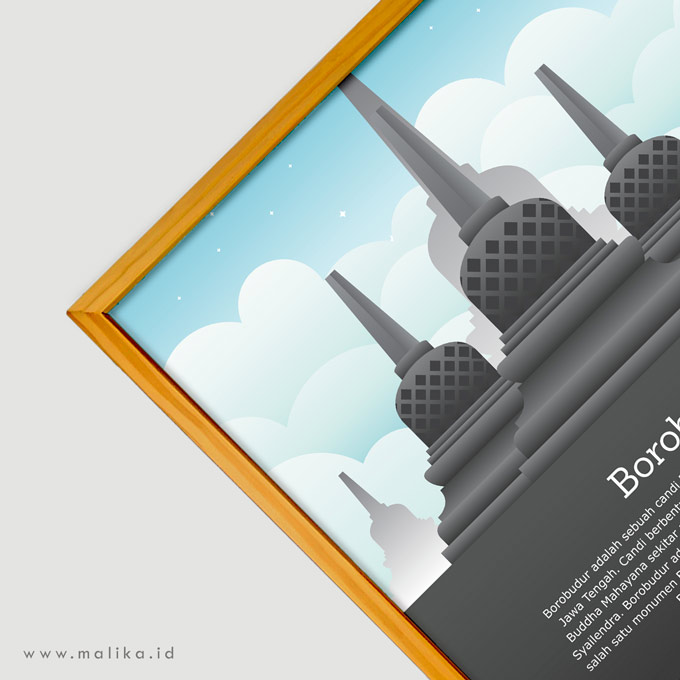 Borobudur adalah sebuah candi
Jawa Tengah. Candi berbent
Buddha Mahayana sekitar
Syailendra. Borobudur ad
salah satu monumen
www.malika.id